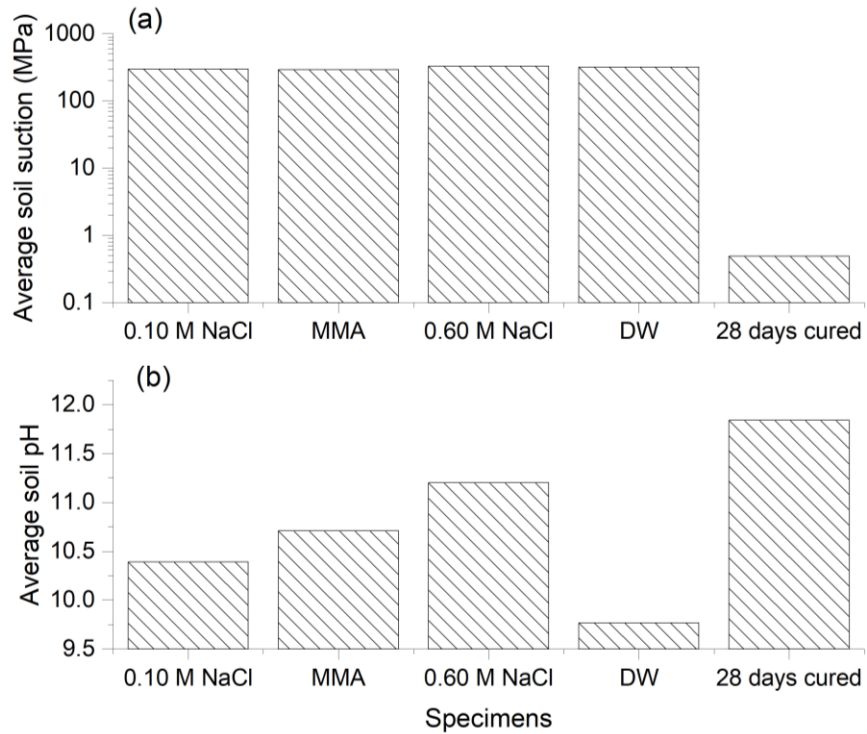 (a)
Average soil suction (MPa)
1000
100
10
1
0.1
0.10 M NaCl MMA 0.60 M NaCl DW 28 days cured
(b)
Average soil pH
12.0
11.5
11.0
10.5
10.0
9.5
0.10 M NaCl MMA 0.60 M NaCl DW 28 days cured
Specimens